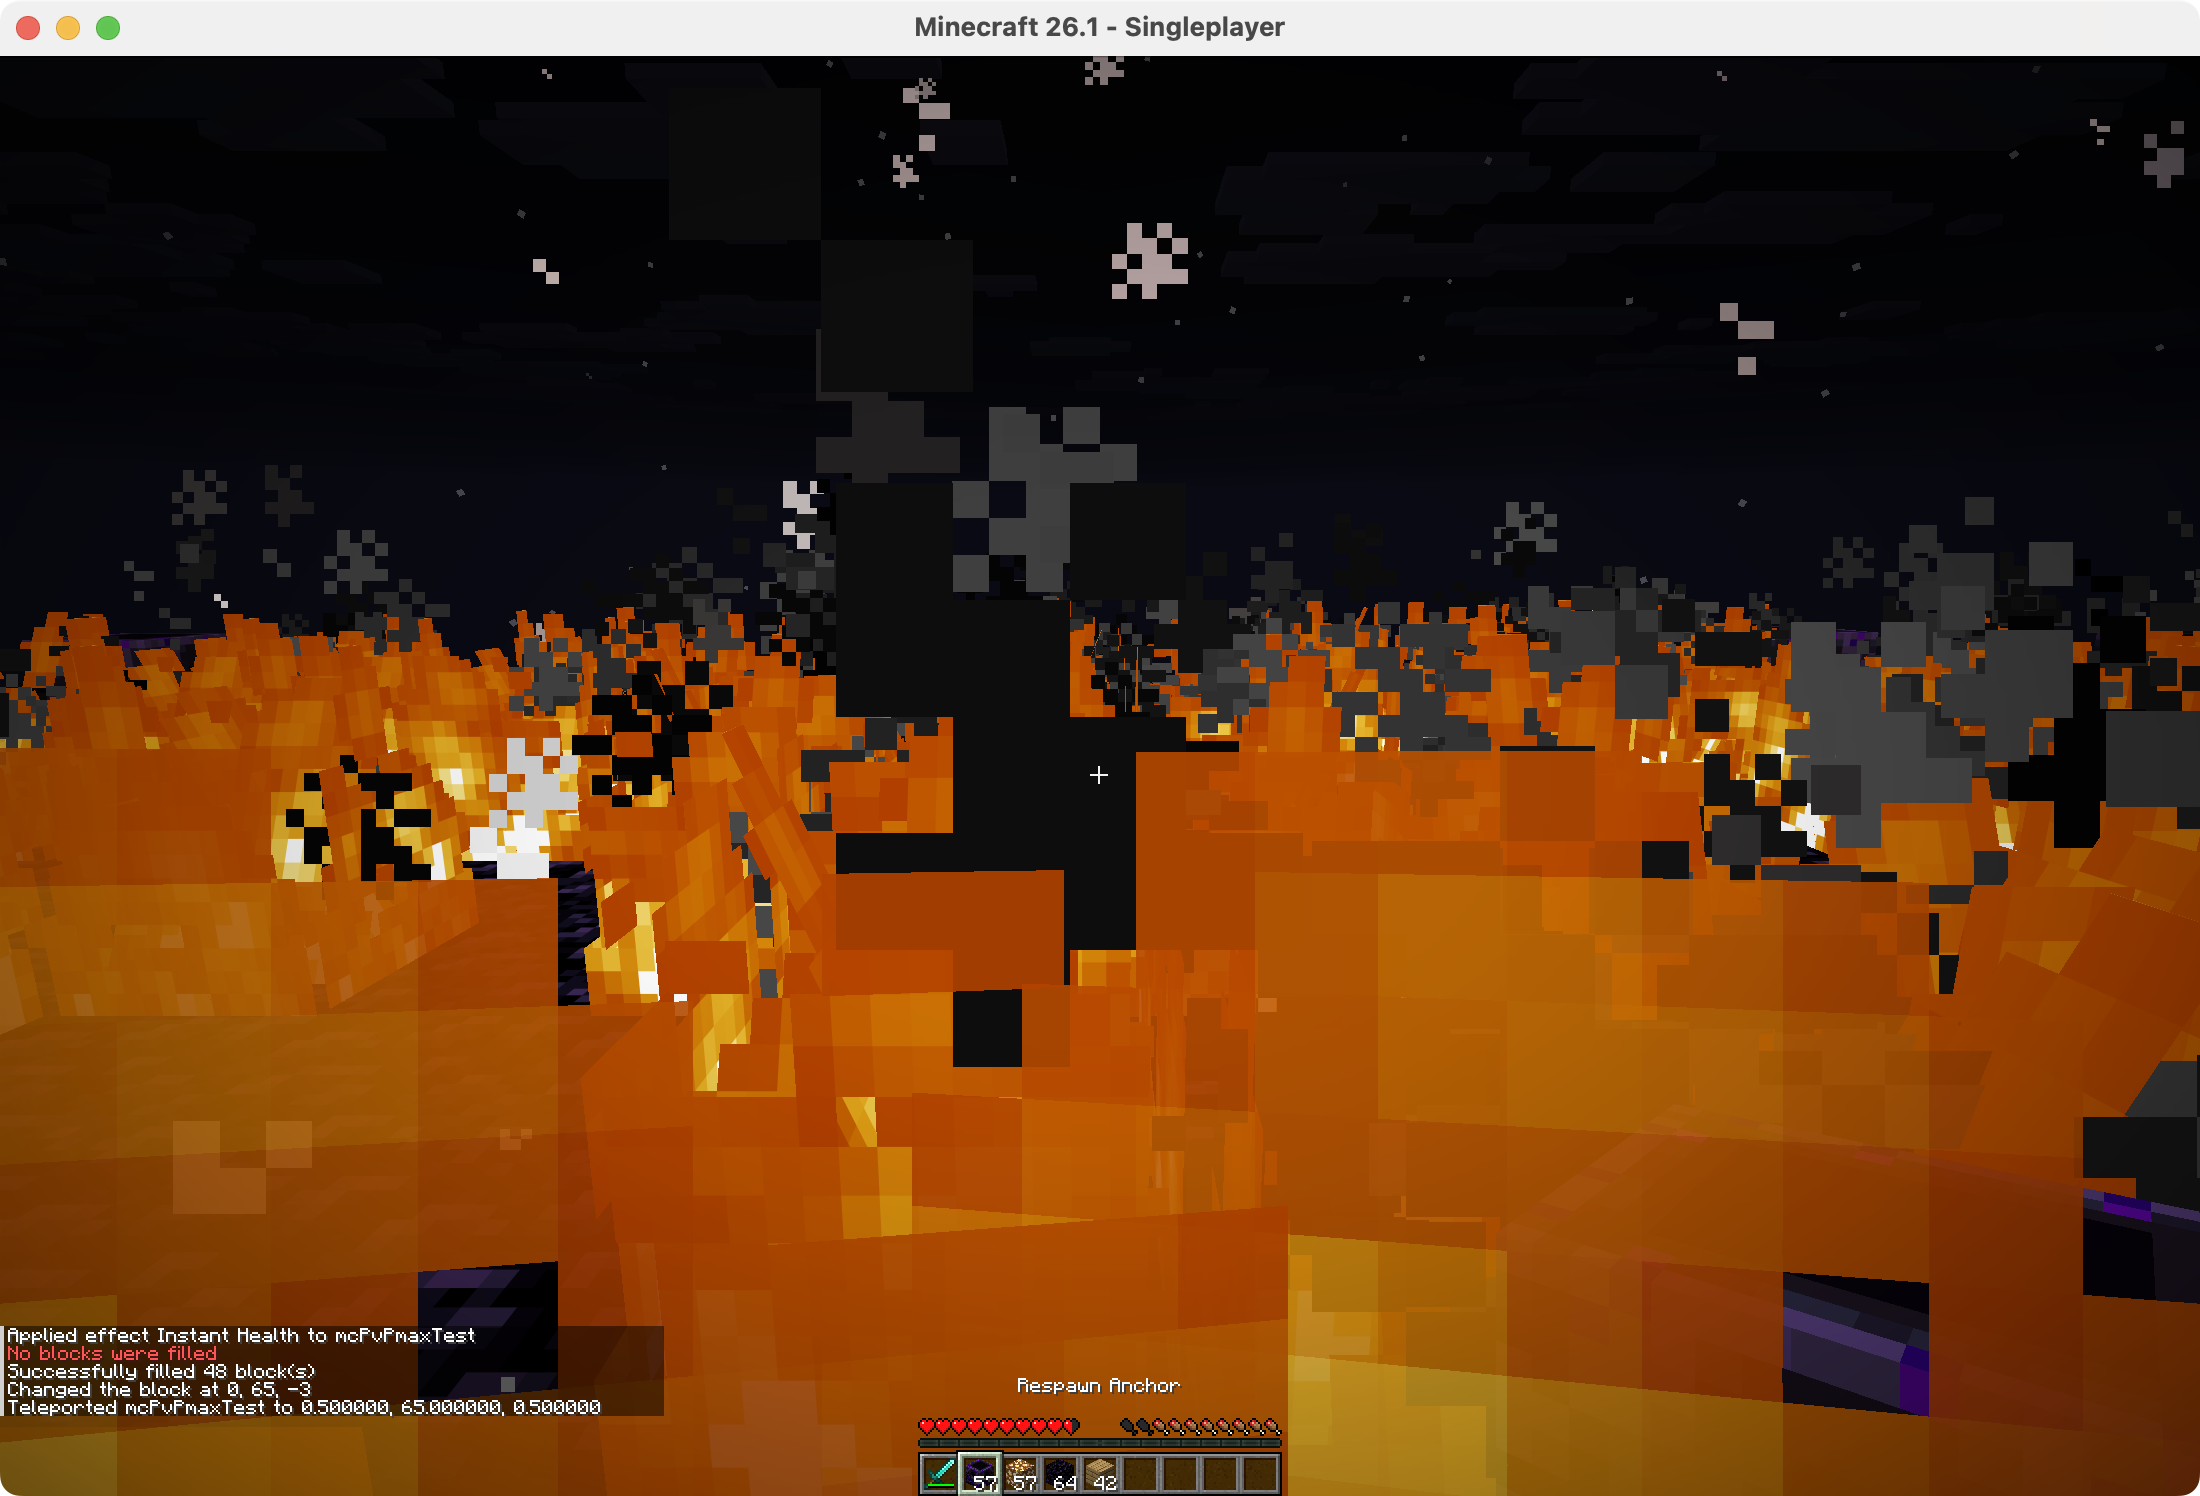 Minecraft 26.1 - Singleplayer
Applied effect Instant Health to mcPvPmaxTest
No blocks were filled
Successfully filled 48 block(s)
Changed the block at 0, 65, -3
Teleported mcPvPmaxTest to 0.500000, 65.000000, 0.500000
Respawn Anchor
57 57 64 42